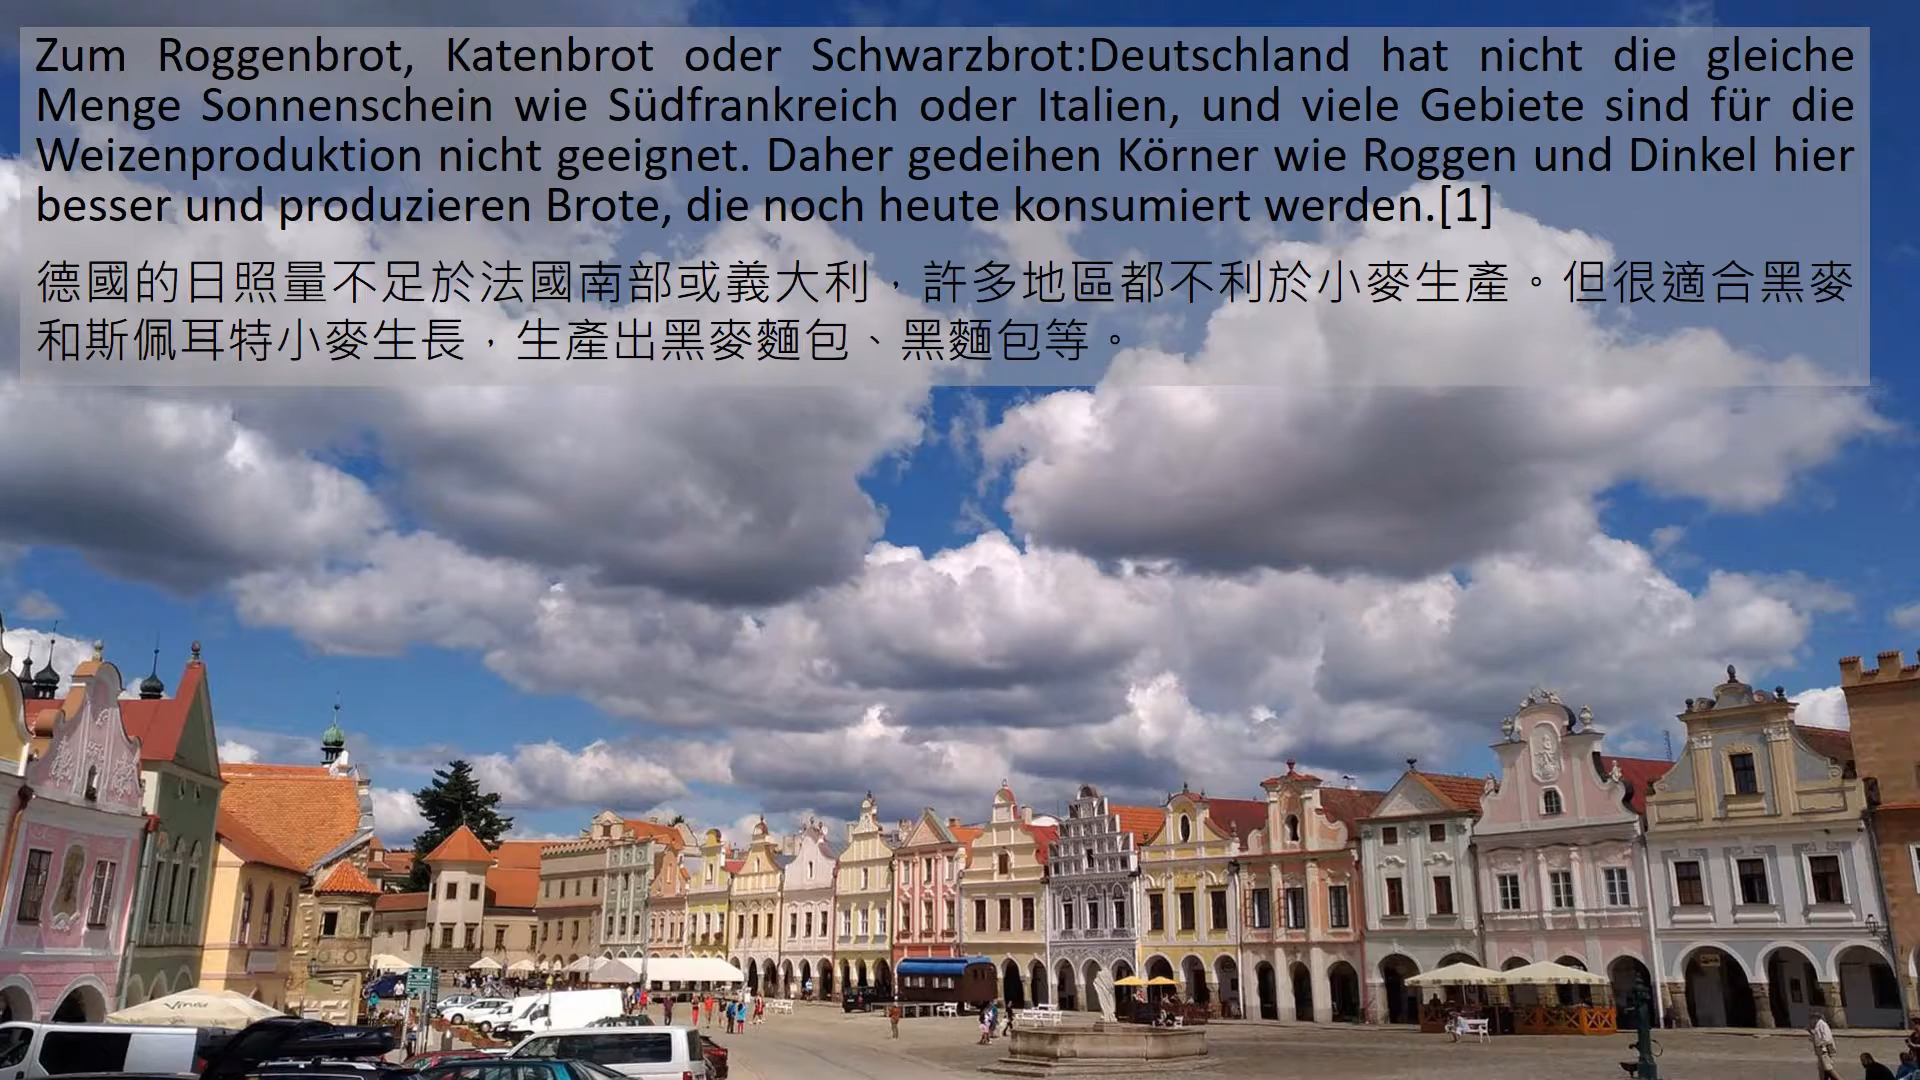 Zum Roggenbrot, Katenbrot oder Schwarzbrot:Deutschland hat nicht die gleiche
Menge Sonnenschein wie Südfrankreich oder Italien, und viele Gebiete sind für die
Weizenproduktion nicht geeignet. Daher gedeihen Körner wie Roggen und Dinkel hier
besser und produzieren Brote, die noch heute konsumiert werden.[1]
德國的日照量不足於法國南部或義大利，許多地區都不利於小麥生產。但很適合黑麥
和斯佩耳特小麥生長，生產出黑麥麵包、黑麵包等。